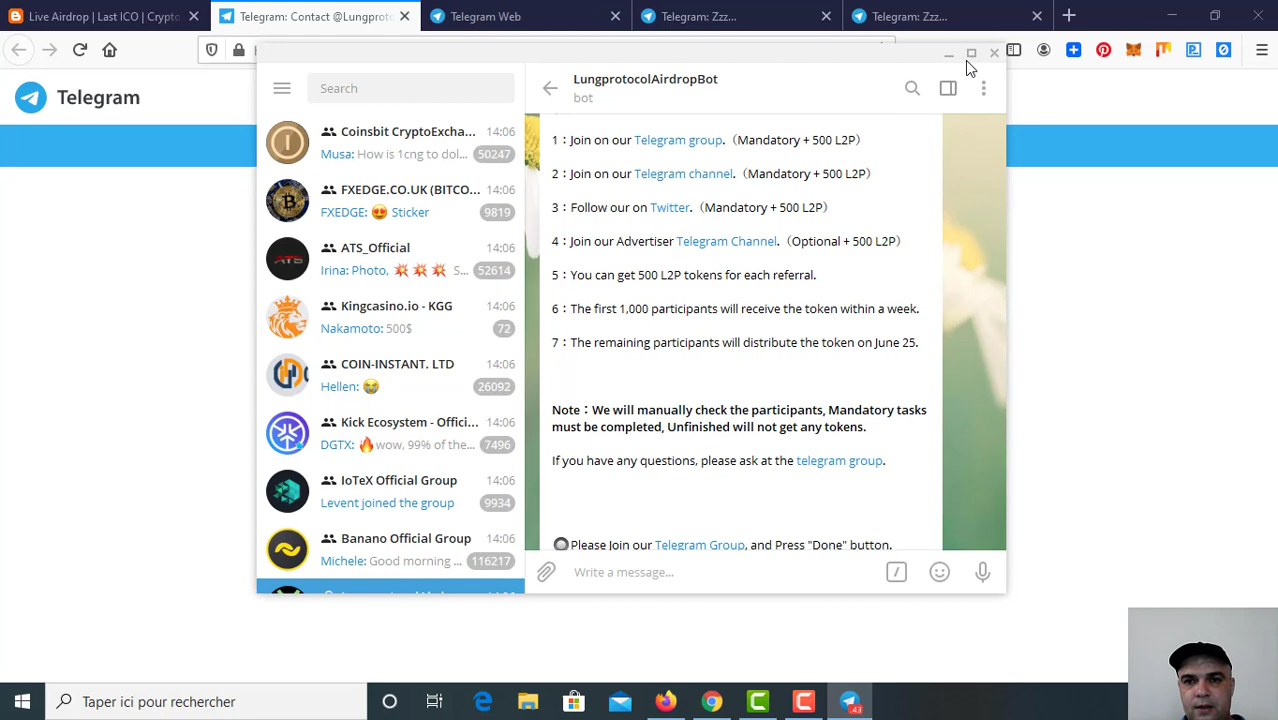 Live Airdrop | Last ICO | Crypto
Telegram: Contact @Lungproto
Telegram Web
Telegram: Zzz...
Telegram: Zzz...
Telegram
Search
LungprotocolAirdropBot
bot
Coinsbit CryptoExcha... 14:06
Musa: How is 1cng to dol... 50247
FXEDGE.CO.UK (BITCO... 14:06
FXEDGE: 😍 Sticker 9819
ATS_Official 14:06
Irina: Photo, 💥 💥 💥 S... 52614
Kingcasino.io - KGG 14:06
Nakamoto: 500$ 72
COIN-INSTANT. LTD 14:06
Hellen: 😭 26092
Kick Ecosystem - Offici... 14:06
DGTX: 🔥 wow, 99% of the... 7496
IoTeX Official Group 14:06
Levent joined the group 9934
Banano Official Group 14:06
Michele: Good morning ... 116217
1：Join on our Telegram group.（Mandatory + 500 L2P）
2：Join on our Telegram channel.（Mandatory + 500 L2P）
3：Follow our on Twitter.（Mandatory + 500 L2P）
4：Join our Advertiser Telegram Channel.（Optional + 500 L2P）
5：You can get 500 L2P tokens for each referral.
6：The first 1,000 participants will receive the token within a week.
7：The remaining participants will distribute the token on June 25.
Note：We will manually check the participants, Mandatory tasks
must be completed, Unfinished will not get any tokens.
If you have any questions, please ask at the telegram group.
🔘Please Join our Telegram Group, and Press "Done" button.
Write a message...
Taper ici pour rechercher
43